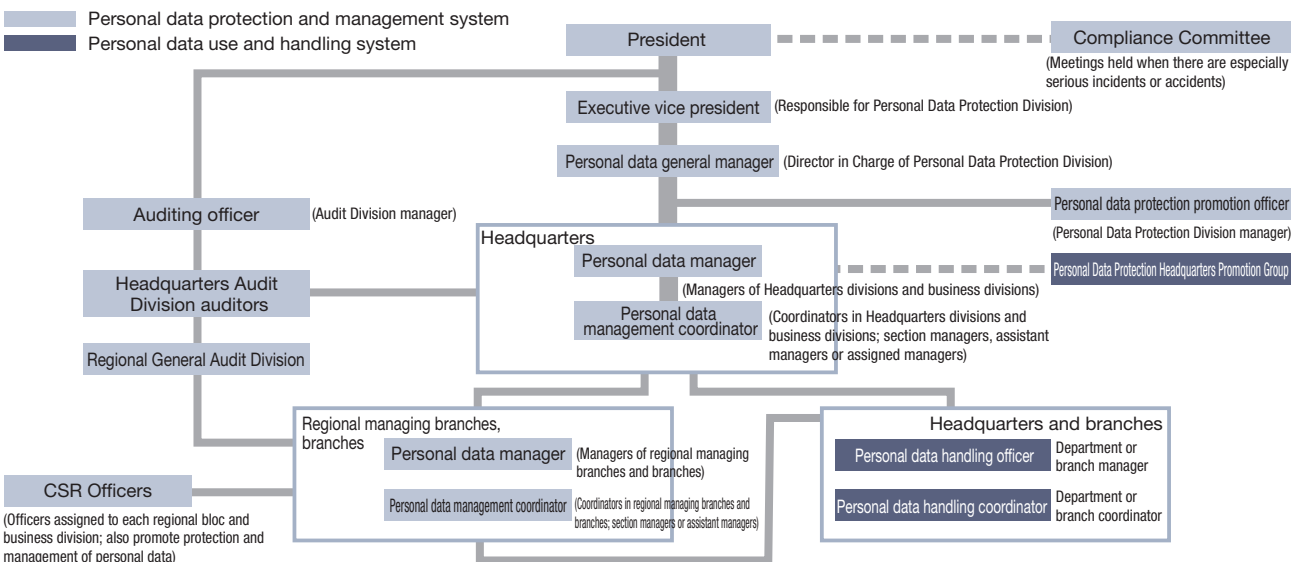 Personal data protection and management system
Personal data use and handling system
President
Compliance Committee
(Meetings held when there are especially
serious incidents or accidents)
Executive vice president
(Responsible for Personal Data Protection Division)
Personal data general manager
(Director in Charge of Personal Data Protection Division)
Auditing officer
(Audit Division manager)
Personal data protection promotion officer
(Personal Data Protection Division manager)
Headquarters
Personal data manager
(Managers of Headquarters divisions and business divisions)
Personal Data Protection Headquarters Promotion Group
Headquarters Audit
Division auditors
Personal data
management coordinator
(Coordinators in Headquarters divisions and
business divisions; section managers, assistant
managers or assigned managers)
Regional General Audit Division
Regional managing branches,
branches
Personal data manager
(Managers of regional managing
branches and branches)
Personal data management coordinator
(Coordinators in regional managing branches and
branches; section managers or assistant managers)
Headquarters and branches
Personal data handling officer
Department or
branch manager
Personal data handling coordinator
Department or
branch coordinator
CSR Officers
(Officers assigned to each regional bloc and
business division; also promote protection and
management of personal data)